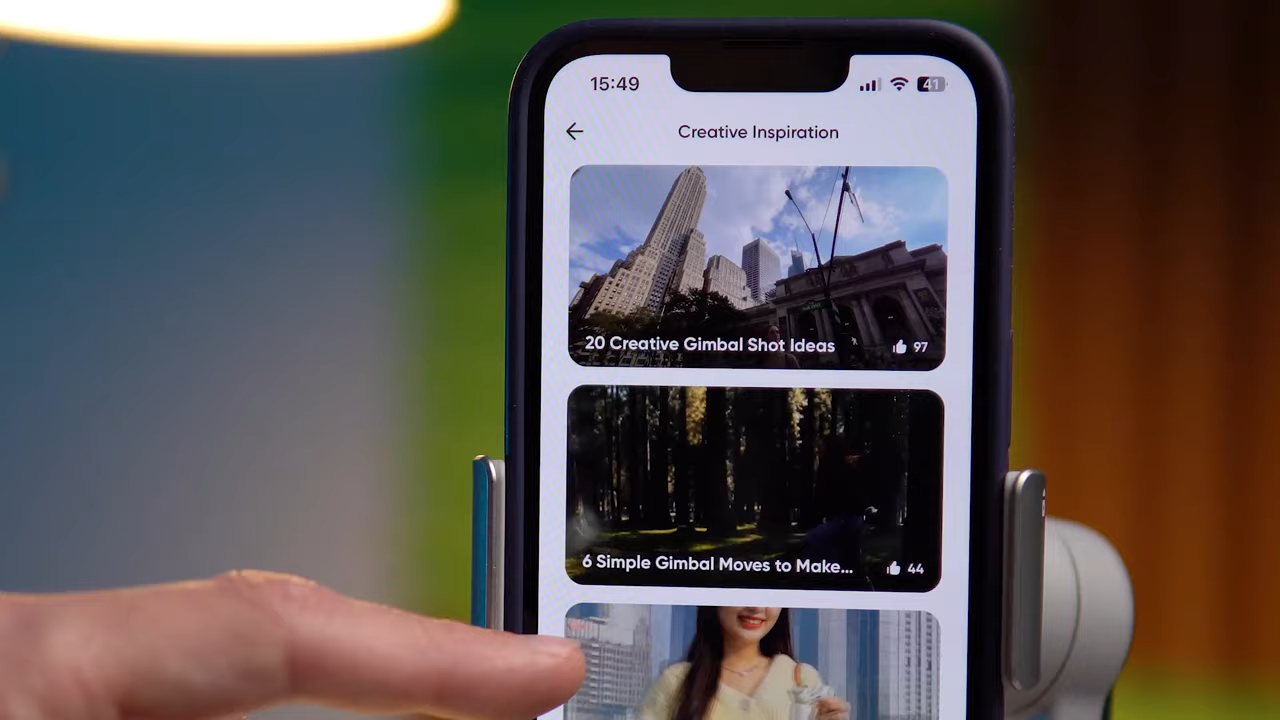 15:49
41
Creative Inspiration
20 Creative Gimbal Shot Ideas
97
6 Simple Gimbal Moves to Make...
44